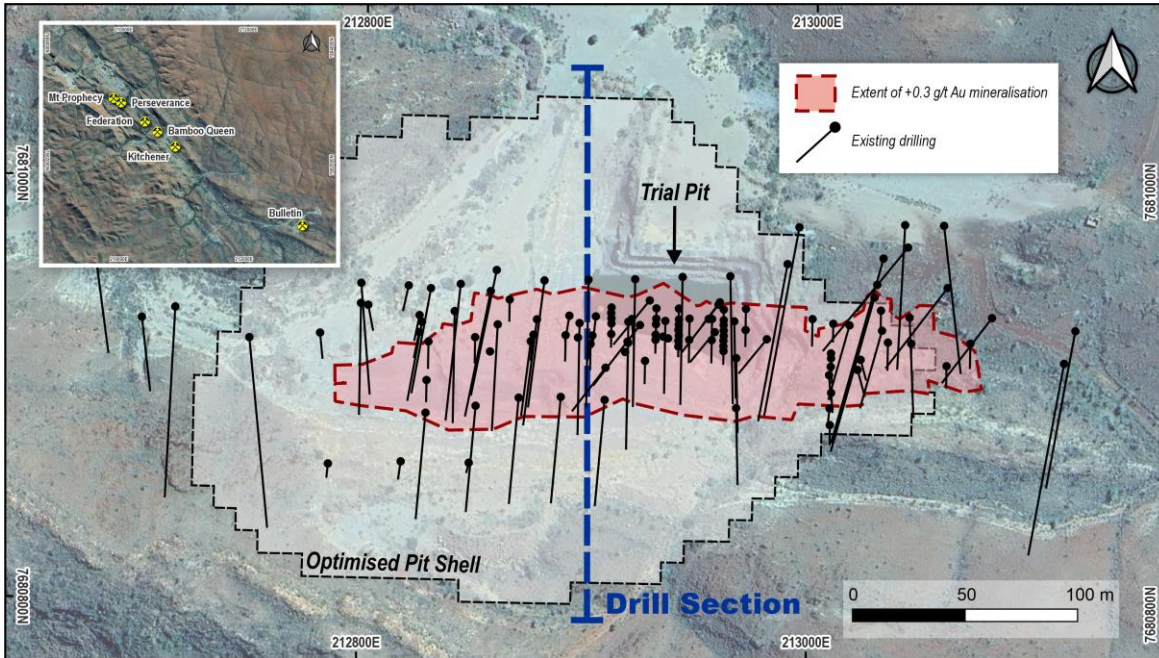 212800E
213000E
Mt Prophecy
Perseverance
Federation
Bamboo Queen
Kitchener
Bulletin
Extent of +0.3 g/t Au mineralisation
Existing drilling
7681000N
7681000N
Trial Pit
Optimised Pit Shell
Drill Section
0
50
100 m
7680800N
7680800N
212800E
213000E